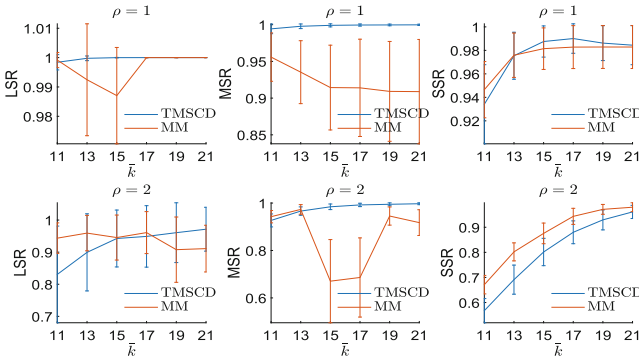 ρ = 1
ρ = 1
ρ = 1
LSR
1.01
1
0.99
0.98
TMSCD
MM
11 13 15 17 19 21
k̄
MSR
1
0.95
0.9
0.85
TMSCD
MM
11 13 15 17 19 21
k̄
SSR
0.98
0.96
0.94
0.92
TMSCD
MM
11 13 15 17 19 21
k̄
ρ = 2
ρ = 2
ρ = 2
LSR
1
0.9
0.8
0.7
TMSCD
MM
11 13 15 17 19 21
k̄
MSR
1
0.8
0.6
TMSCD
MM
11 13 15 17 19 21
k̄
SSR
0.9
0.8
0.7
0.6
TMSCD
MM
11 13 15 17 19 21
k̄